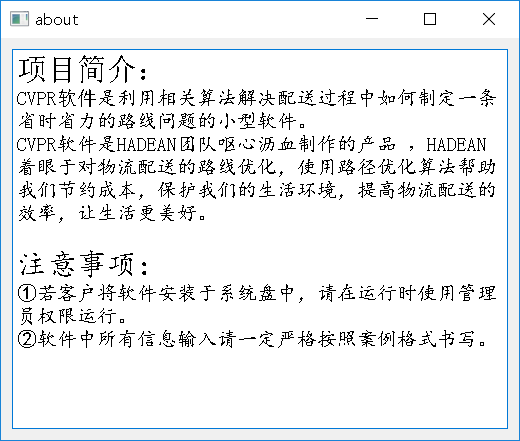 about
项目简介：
CVPR软件是利用相关算法解决配送过程中如何制定一条
省时省力的路线问题的小型软件。
CVPR软件是HADEAN团队呕心沥血制作的产品 ，HADEAN
着眼于对物流配送的路线优化，使用路径优化算法帮助
我们节约成本，保护我们的生活环境，提高物流配送的
效率，让生活更美好。
注意事项：
①若客户将软件安装于系统盘中，请在运行时使用管理
员权限运行。
②软件中所有信息输入请一定严格按照案例格式书写。